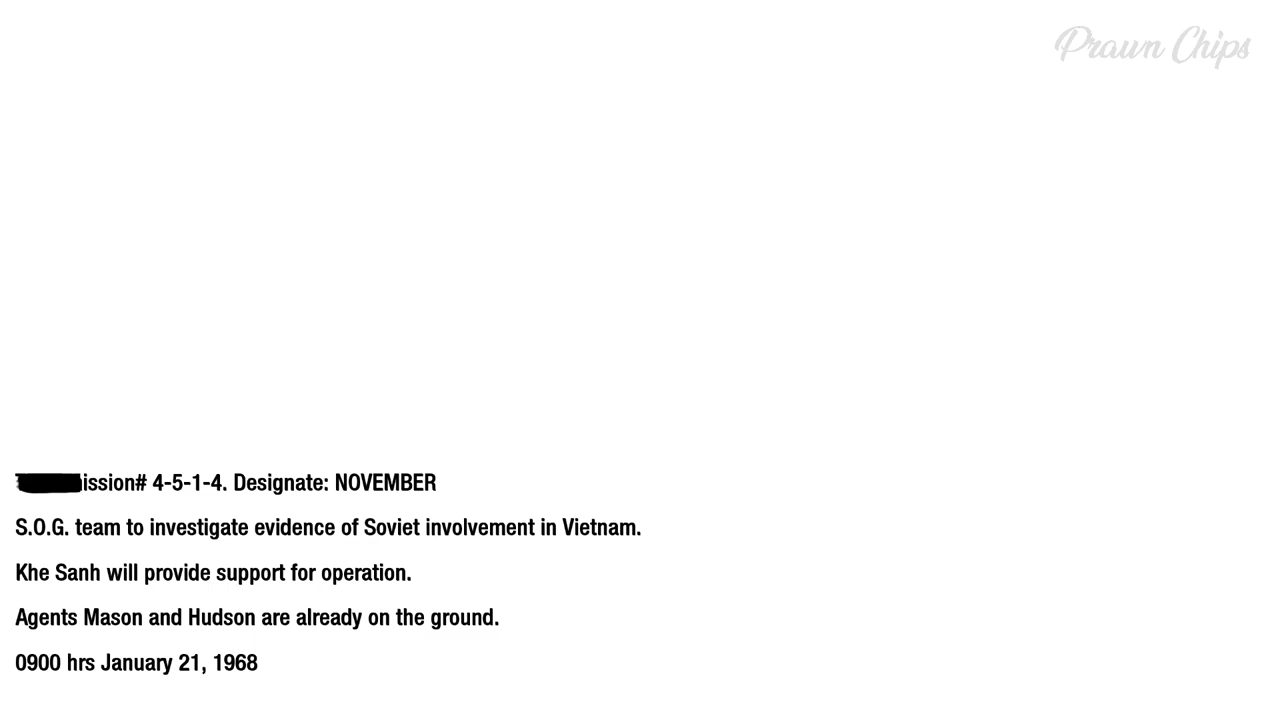 Prawn Chips
ission# 4-5-1-4. Designate: NOVEMBER
S.O.G. team to investigate evidence of Soviet involvement in Vietnam.
Khe Sanh will provide support for operation.
Agents Mason and Hudson are already on the ground.
0900 hrs January 21, 1968